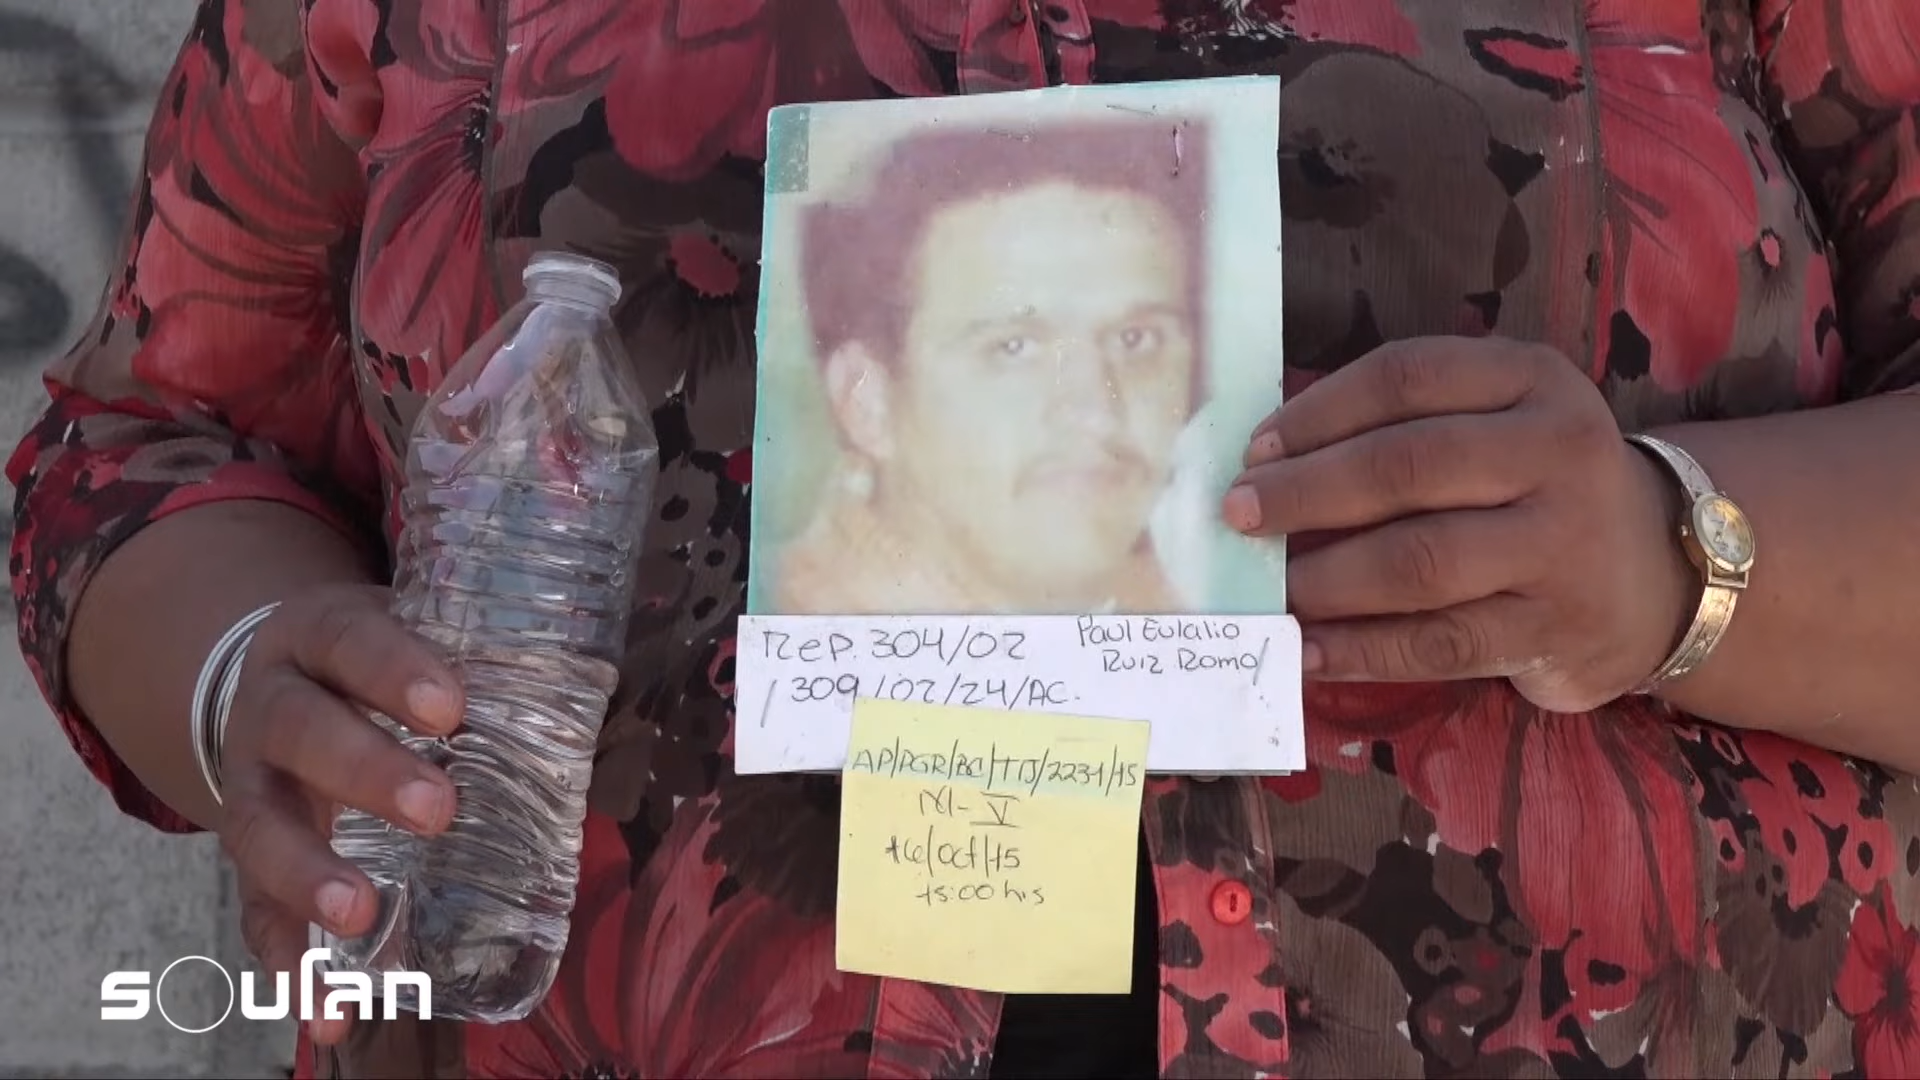 Rep. 304/02
Paul Eulalio
Ruiz Romo/
/ 309/02/24/AC.
AP/PGR/BC/TIJ/2231/15
M-V
16/Oct/15
15:00 hrs
soufan